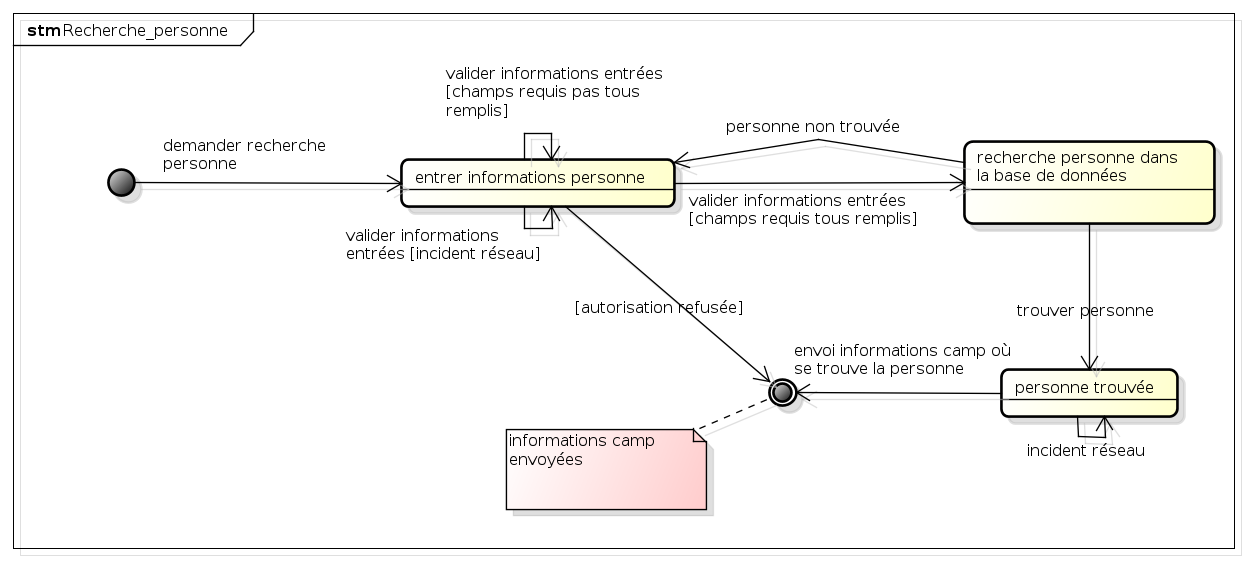 stm Recherche_personne
valider informations entrées
[champs requis pas tous
remplis]
demander recherche
personne
personne non trouvée
entrer informations personne
recherche personne dans
la base de données
valider informations entrées
[champs requis tous remplis]
valider informations
entrées [incident réseau]
[autorisation refusée]
trouver personne
envoi informations camp où
se trouve la personne
personne trouvée
incident réseau
informations camp
envoyées